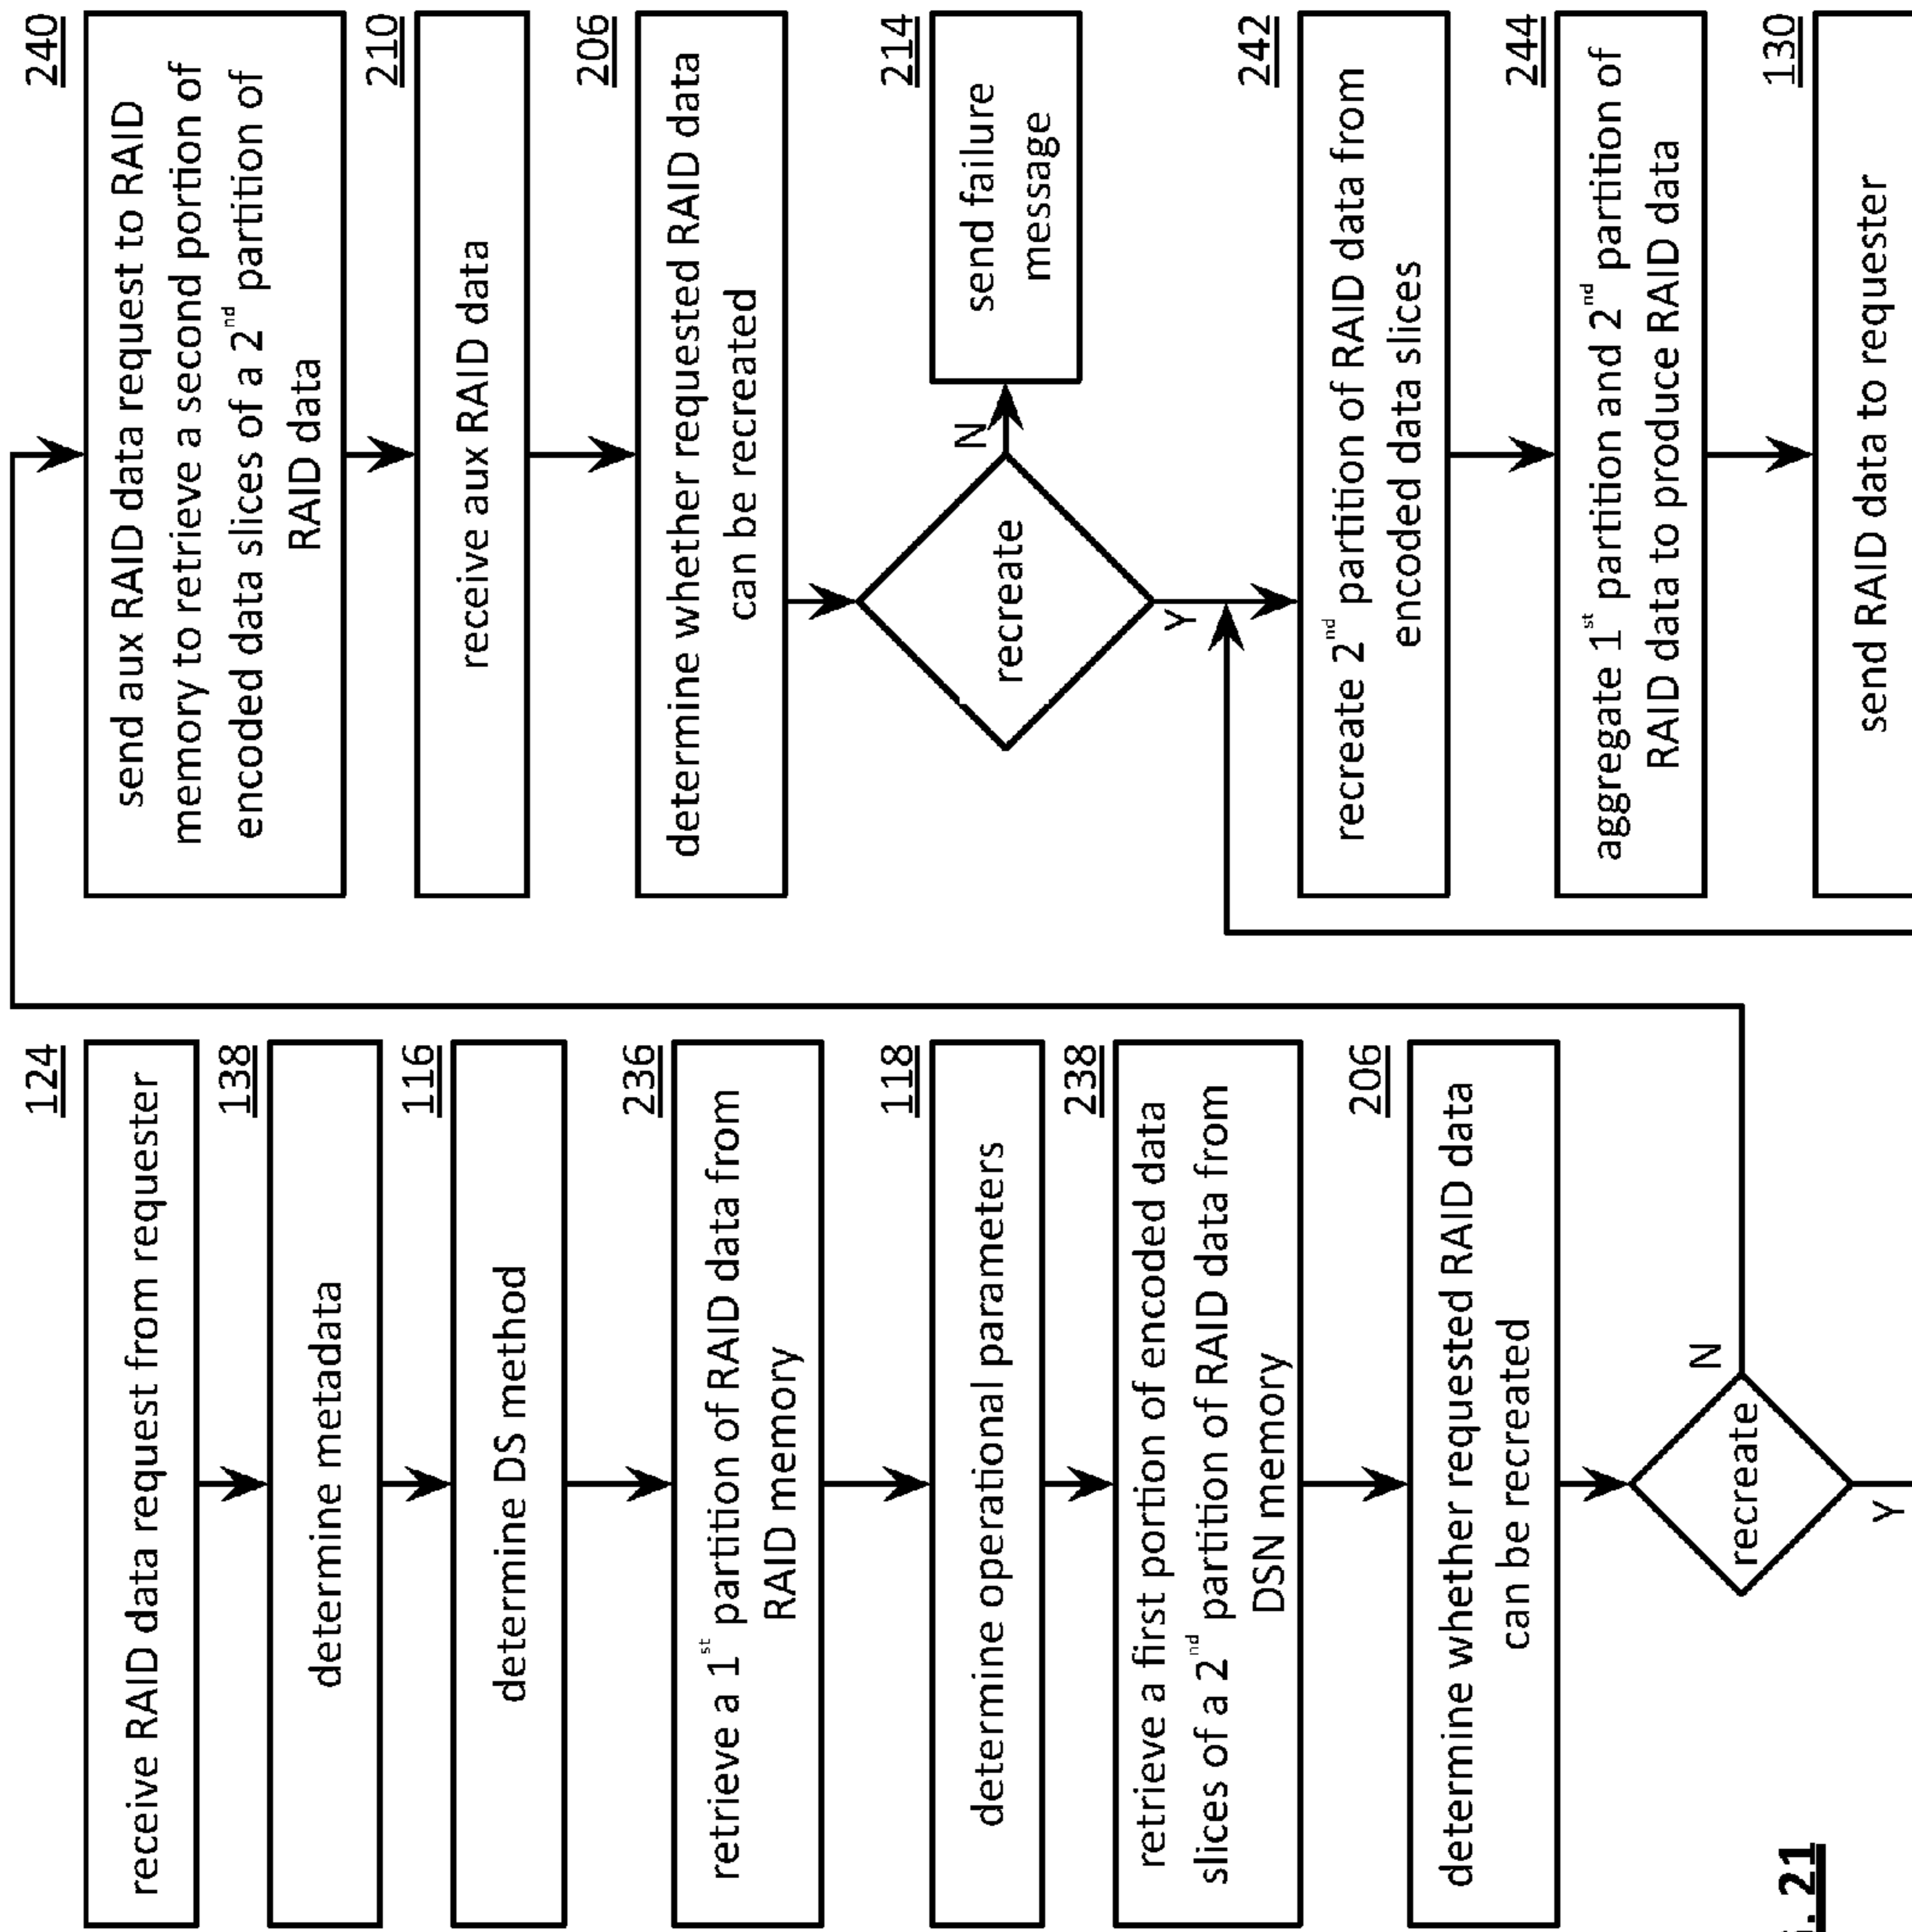 124
receive RAID data request from requester
138
determine metadata
116
determine DS method
236
retrieve a 1st partition of RAID data from
RAID memory
118
determine operational parameters
238
retrieve a first portion of encoded data
slices of a 2nd partition of RAID data from
DSN memory
206
determine whether requested RAID data
can be recreated
recreate
N
Y
240
send aux RAID data request to RAID
memory to retrieve a second portion of
encoded data slices of a 2nd partition of
RAID data
210
receive aux RAID data
206
determine whether requested RAID data
can be recreated
recreate
N
Y
214
send failure
message
242
recreate 2nd partition of RAID data from
encoded data slices
244
aggregate 1st partition and 2nd partition of
RAID data to produce RAID data
130
send RAID data to requester
. 21